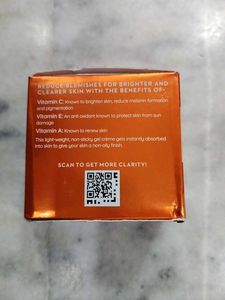 REDUCE BLEMISHES FOR BRIGHTER AND
CLEARER SKIN WITH THE BENEFITS OF-
Vitamin C: Known to brighten skin, reduce melanin formation
and pigmentation
Vitamin E: An anti oxidant known to protect skin from sun
damage
Vitamin A: Known to renew skin
This light-weight, non-sticky gel crème gets instantly absorbed
into skin to give your skin a non-oily finish.
SCAN TO GET MORE CLARITY!